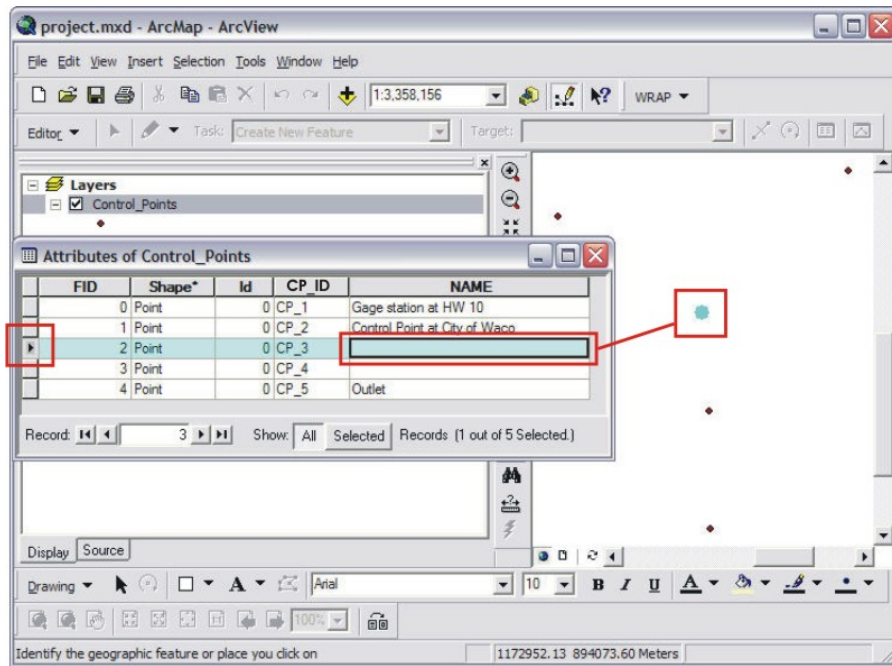 project.mxd - ArcMap - ArcView
File Edit View Insert Selection Tools Window Help
1:3,358,156 WRAP
Editor Task: Create New Feature Target:
Layers
Control_Points
Attributes of Control_Points
FID Shape* Id CP_ID NAME
0 Point 0 CP_1 Gage station at HW 10
1 Point 0 CP_2 Control Point at City of Waco
2 Point 0 CP_3
3 Point 0 CP_4
4 Point 0 CP_5 Outlet
Record: 3 Show: All Selected Records (1 out of 5 Selected.)
Display Source
Drawing A Arial 10 B I U A
100%
Identify the geographic feature or place you click on 1172952.13 894073.60 Meters